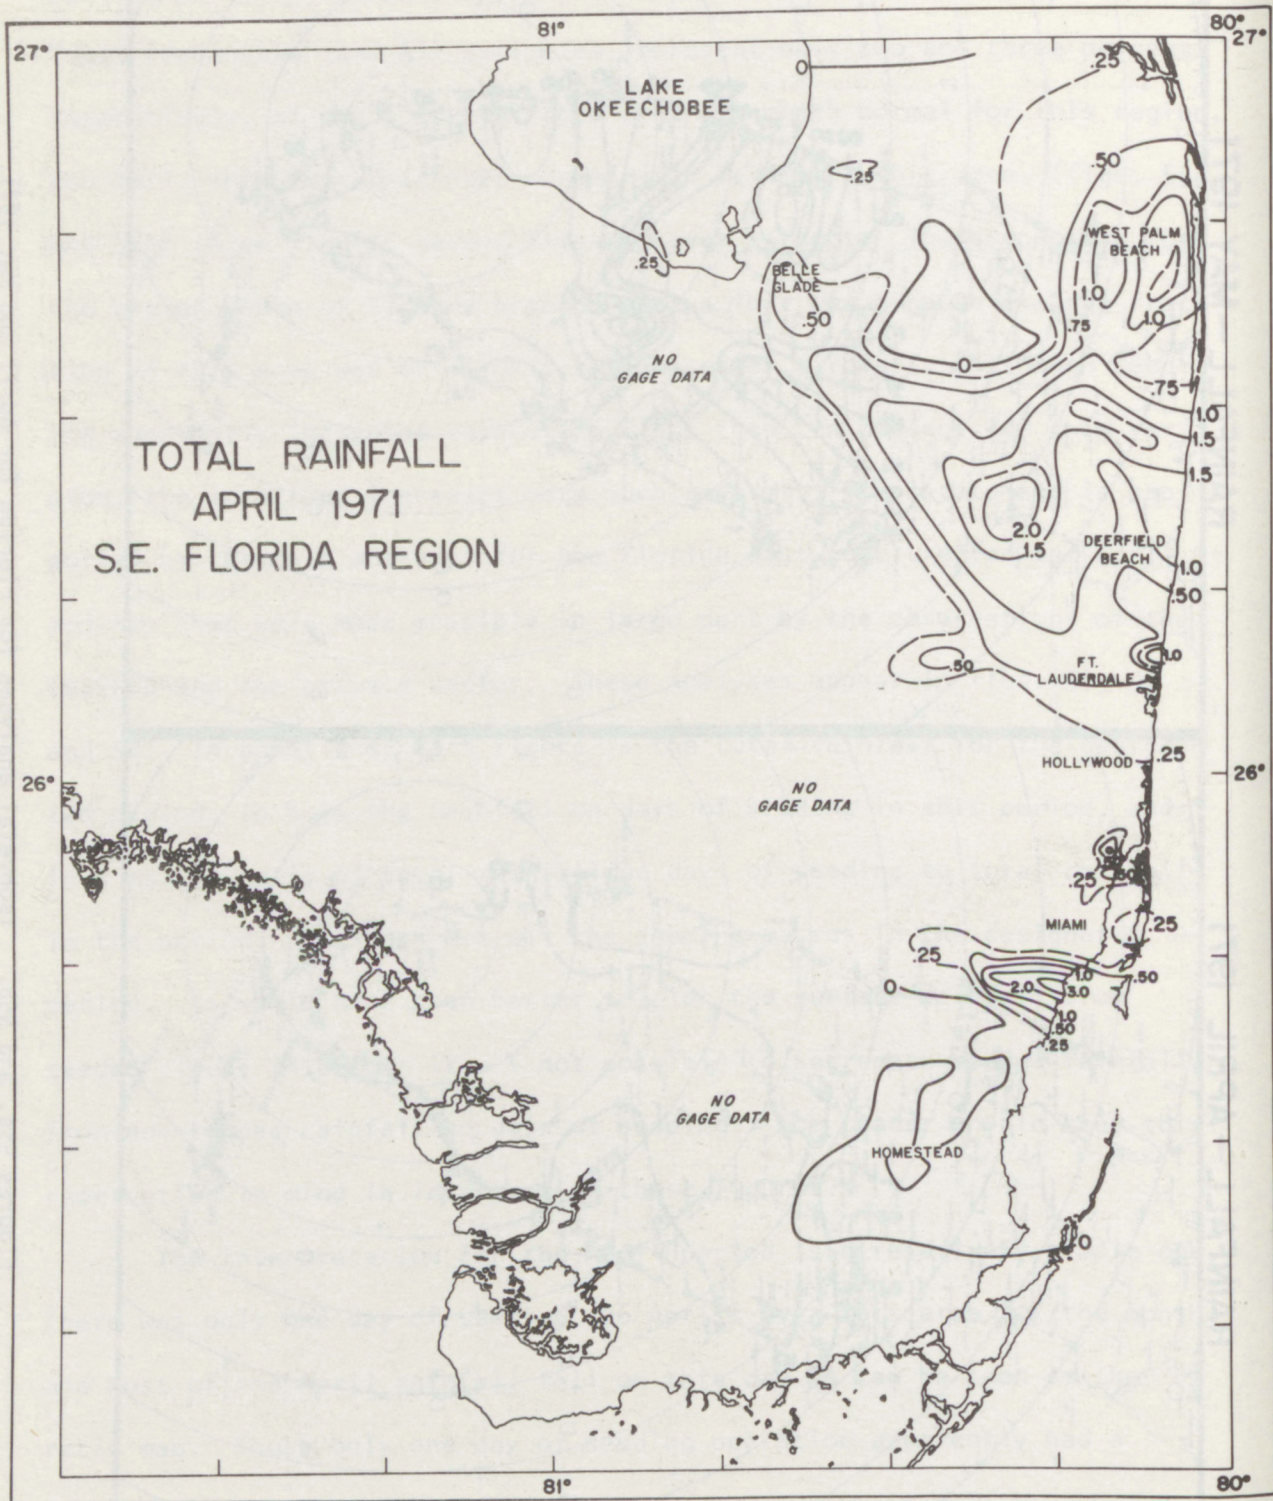 81°
80°
27°
27°
0
.25
LAKE
OKEECHOBEE
.50
.25
WEST PALM
BEACH
.25
BELLE
GLADE
1.0
1.0
.50
.75
NO
GAGE DATA
0
.75
1.0
1.5
TOTAL RAINFALL
APRIL 1971
S.E. FLORIDA REGION
1.5
2.0
1.5
DEERFIELD
BEACH
1.0
.50
.50
FT.
LAUDERDALE
1.0
HOLLYWOOD
.25
26°
26°
NO
GAGE DATA
.50
.25
MIAMI
.25
.25
1.0
.50
0
2.0
3.0
1.0
.50
.25
NO
GAGE DATA
HOMESTEAD
0
81°
80°